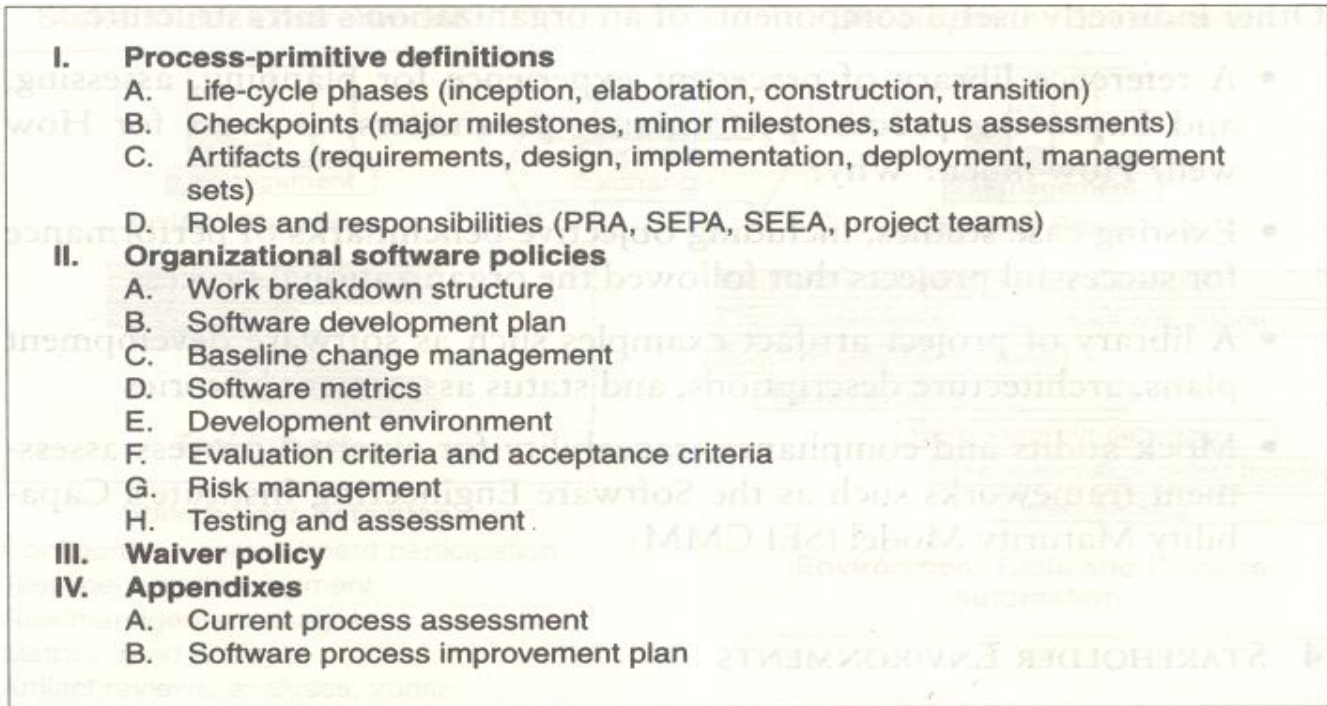 I. Process-primitive definitions
A. Life-cycle phases (inception, elaboration, construction, transition)
B. Checkpoints (major milestones, minor milestones, status assessments)
C. Artifacts (requirements, design, implementation, deployment, management
sets)
D. Roles and responsibilities (PRA, SEPA, SEEA, project teams)
II. Organizational software policies
A. Work breakdown structure
B. Software development plan
C. Baseline change management
D. Software metrics
E. Development environment
F. Evaluation criteria and acceptance criteria
G. Risk management
H. Testing and assessment
III. Waiver policy
IV. Appendixes
A. Current process assessment
B. Software process improvement plan